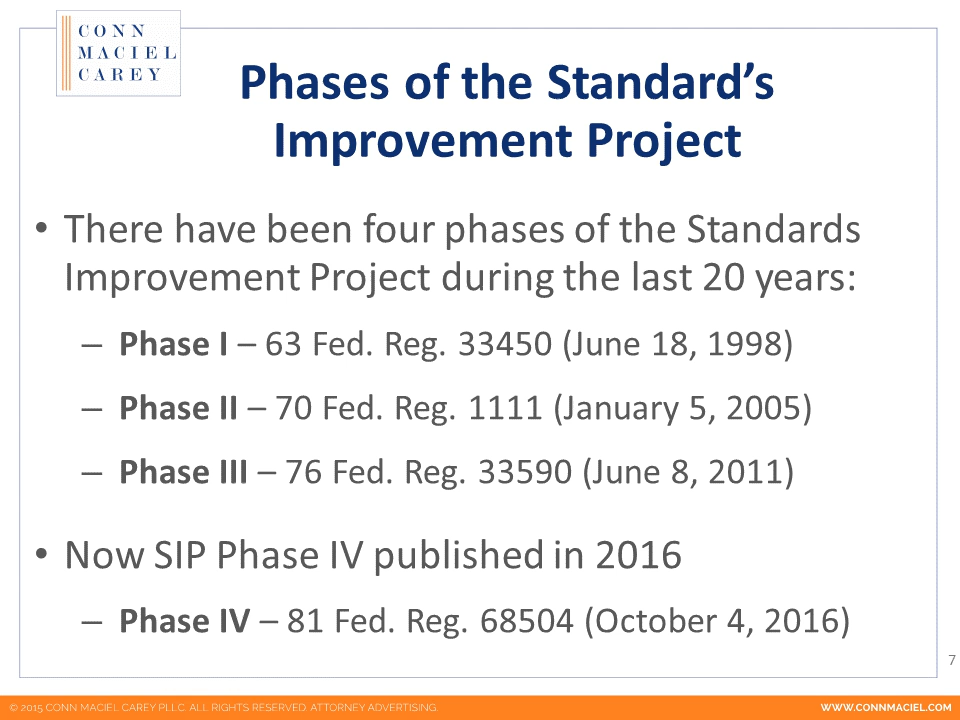 CONN
MACIEL
CAREY
Phases of the Standard’s
Improvement Project
• There have been four phases of the Standards
Improvement Project during the last 20 years:
– Phase I – 63 Fed. Reg. 33450 (June 18, 1998)
– Phase II – 70 Fed. Reg. 1111 (January 5, 2005)
– Phase III – 76 Fed. Reg. 33590 (June 8, 2011)
• Now SIP Phase IV published in 2016
– Phase IV – 81 Fed. Reg. 68504 (October 4, 2016)
7
© 2015 CONN MACIEL CAREY PLLC. ALL RIGHTS RESERVED. ATTORNEY ADVERTISING. WWW.CONNMACIEL.COM